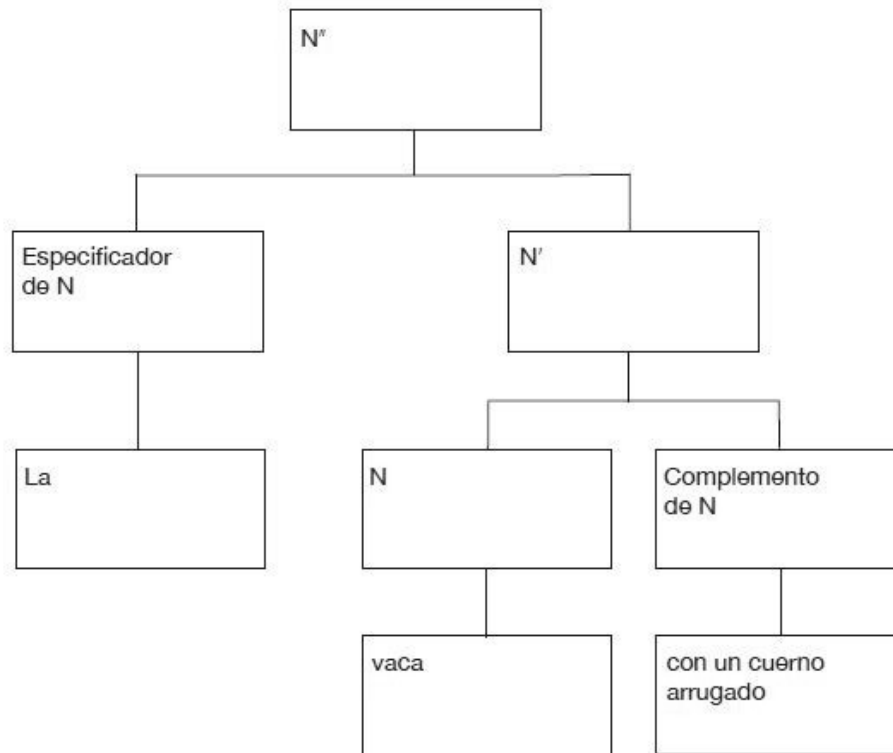 N″
Especificador
de N
N′
La
N
Complemento
de N
vaca
con un cuerno
arrugado